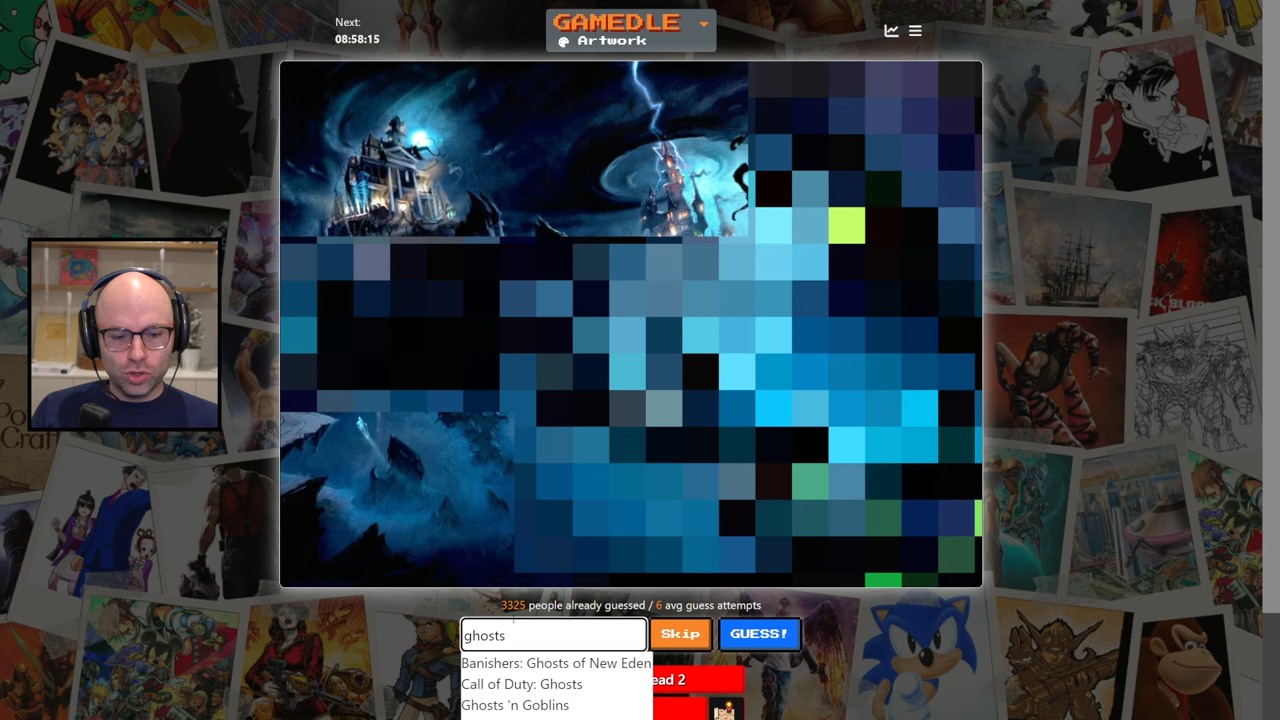 Next:
08:58:15
GAMEDLE
Artwork
3325 people already guessed / 6 avg guess attempts
ghosts
Skip
GUESS!
Banishers: Ghosts of New Eden
Call of Duty: Ghosts
Ghosts 'n Goblins
ead 2